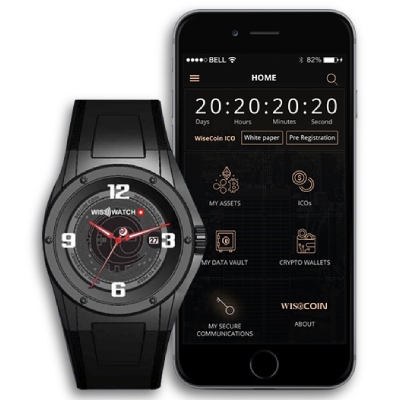 BELL
82%
HOME
20:20:20:20
Days Hours Minutes Second
WiseCoin ICO White paper Pre Registration
MY ASSETS
ICOs
MY DATA VAULT
CRYPTO WALLETS
MY SECURE
COMMUNICATIONS
WISeCOIN
ABOUT
12
WISeWATCH
9
3
27
6